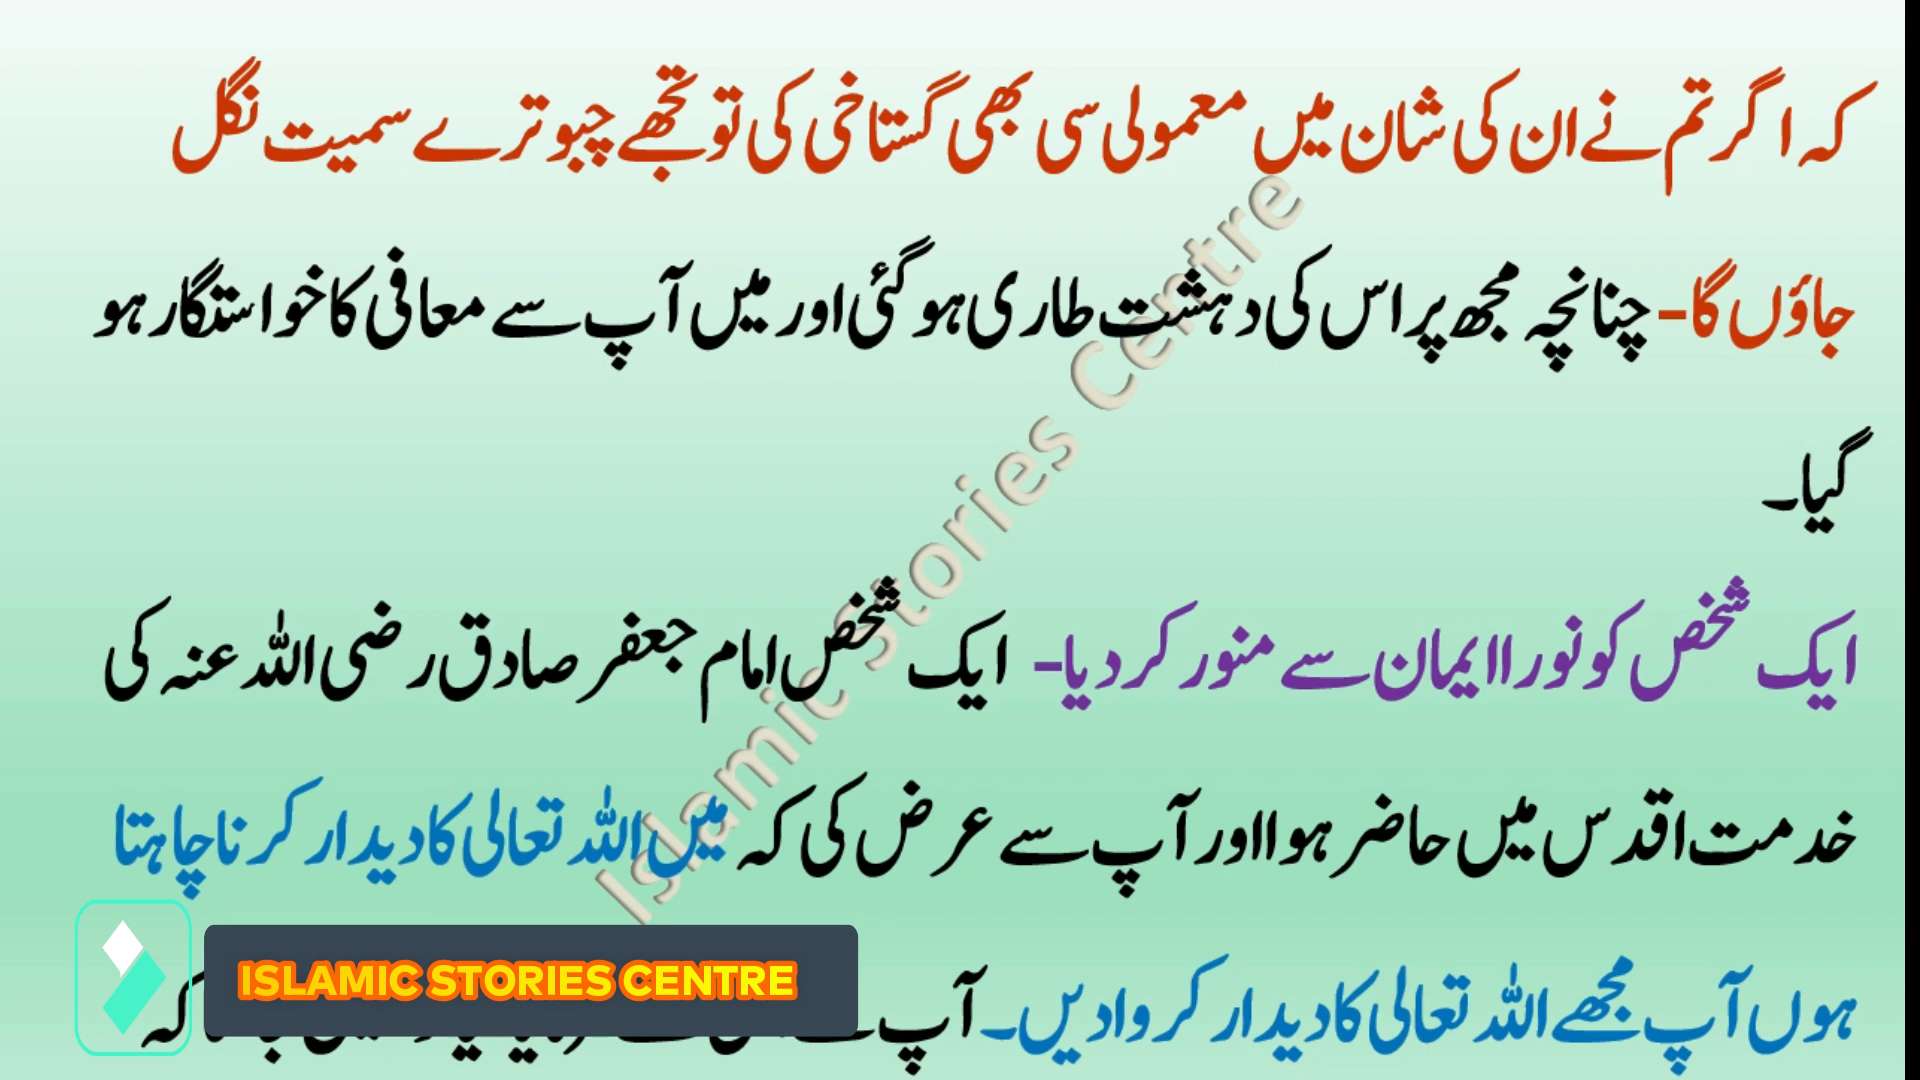 کہ اگر تم نے ان کی شان میں معمولی سی بھی گستاخی کی تو تجھے چبوترے سمیت نگل
جاؤں گا- چنانچہ مجھ پر اس کی دہشت طاری ہو گئی اور میں آپ سے معافی کا خواستگار ہو
گیا۔
ایک شخص کو نور اایمان سے منور کر دیا- ایک شخص امام جعفر صادق رضی اللہ عنہ کی
خدمت اقدس میں حاضر ہوا اور آپ سے عرض کی کہ میں اللہ تعالی کا دیدار کرنا چاہتا
ہوں آپ مجھے اللہ تعالی کا دیدار کروادیں۔ آپ کہ
ISLAMIC STORIES CENTRE
Islamic Stories Centre